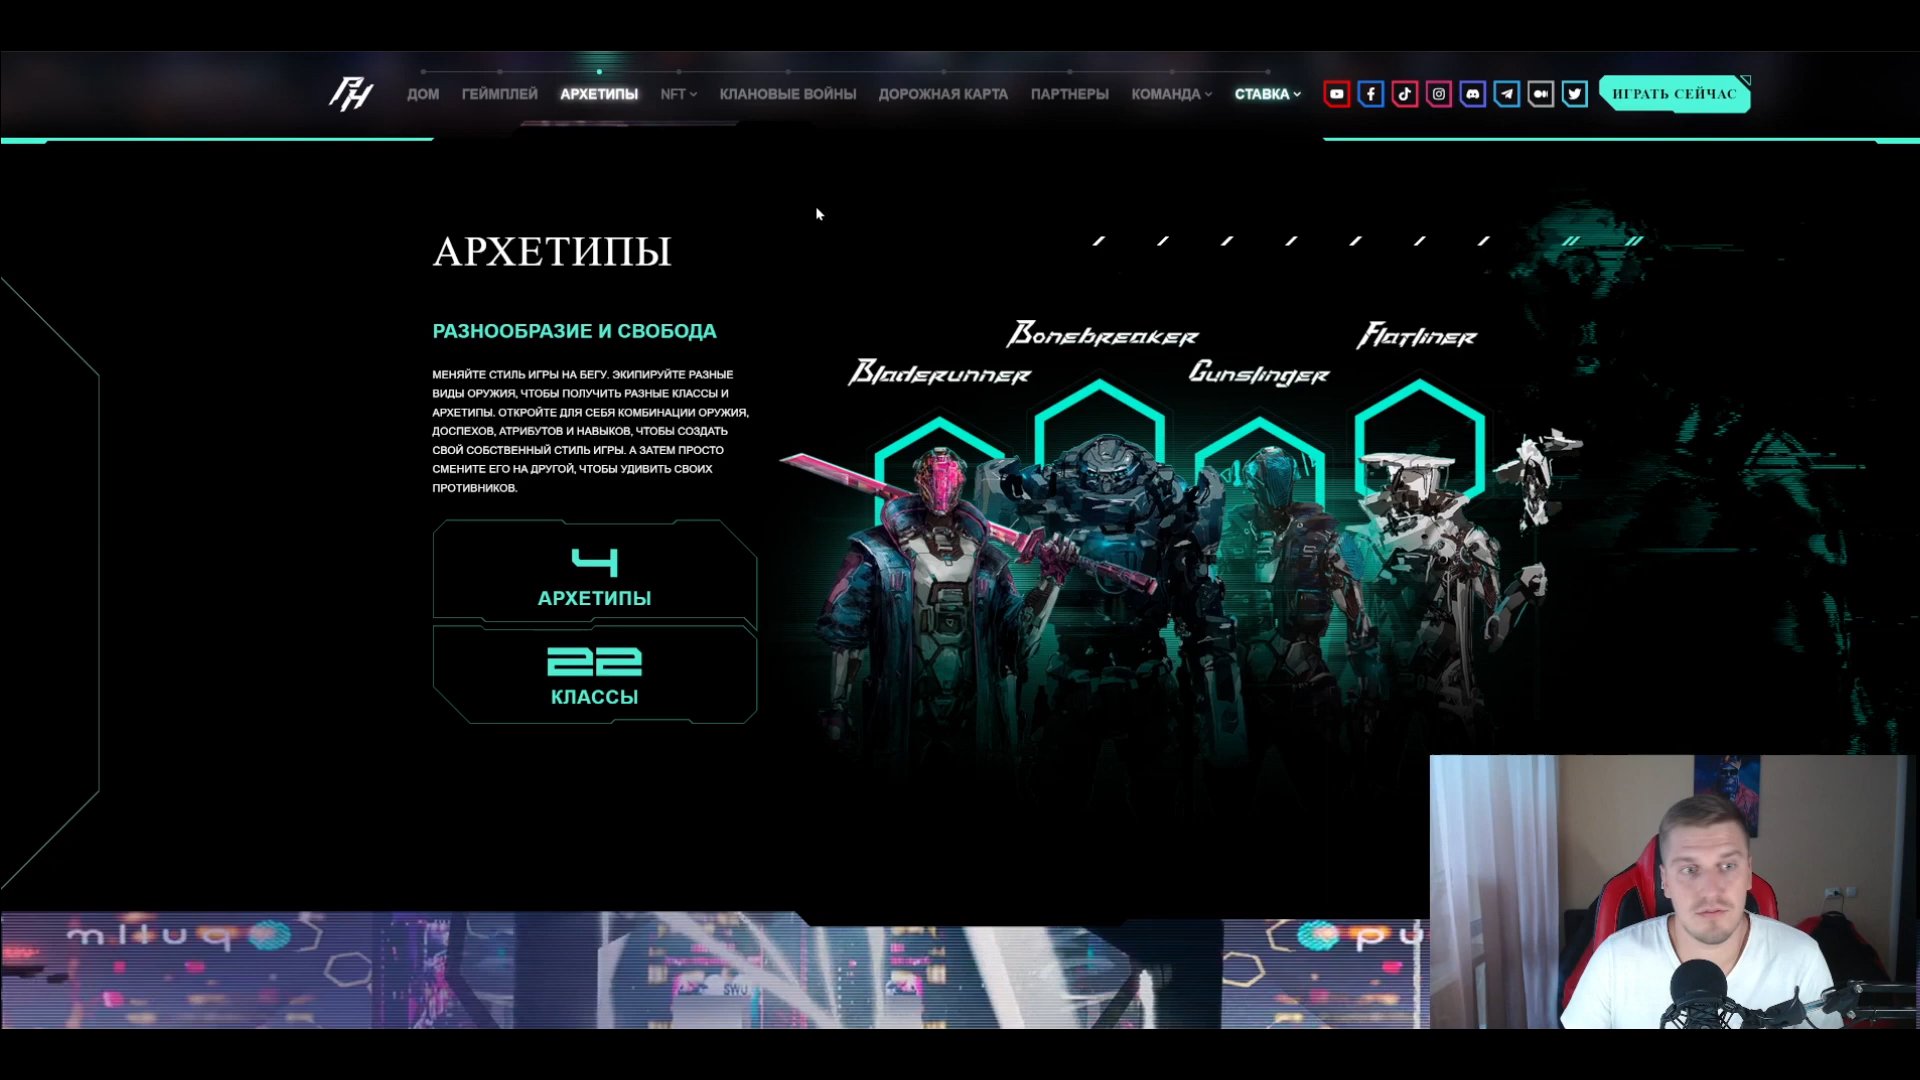 PH
ДОМ ГЕЙМПЛЕЙ АРХЕТИПЫ NFT КЛАНОВЫЕ ВОЙНЫ ДОРОЖНАЯ КАРТА ПАРТНЕРЫ КОМАНДА СТАВКА ИГРАТЬ СЕЙЧАС
АРХЕТИПЫ
РАЗНООБРАЗИЕ И СВОБОДА
МЕНЯЙТЕ СТИЛЬ ИГРЫ НА БЕГУ. ЭКИПИРУЙТЕ РАЗНЫЕ
ВИДЫ ОРУЖИЯ, ЧТОБЫ ПОЛУЧИТЬ РАЗНЫЕ КЛАССЫ И
АРХЕТИПЫ. ОТКРОЙТЕ ДЛЯ СЕБЯ КОМБИНАЦИИ ОРУЖИЯ,
ДОСПЕХОВ, АТРИБУТОВ И НАВЫКОВ, ЧТОБЫ СОЗДАТЬ
СВОЙ СОБСТВЕННЫЙ СТИЛЬ ИГРЫ. А ЗАТЕМ ПРОСТО
СМЕНИТЕ ЕГО НА ДРУГОЙ, ЧТОБЫ УДИВИТЬ СВОИХ
ПРОТИВНИКОВ.
4
АРХЕТИПЫ
22
КЛАССЫ
Bladerunner
Bonebreaker
Gunslinger
Flatliner